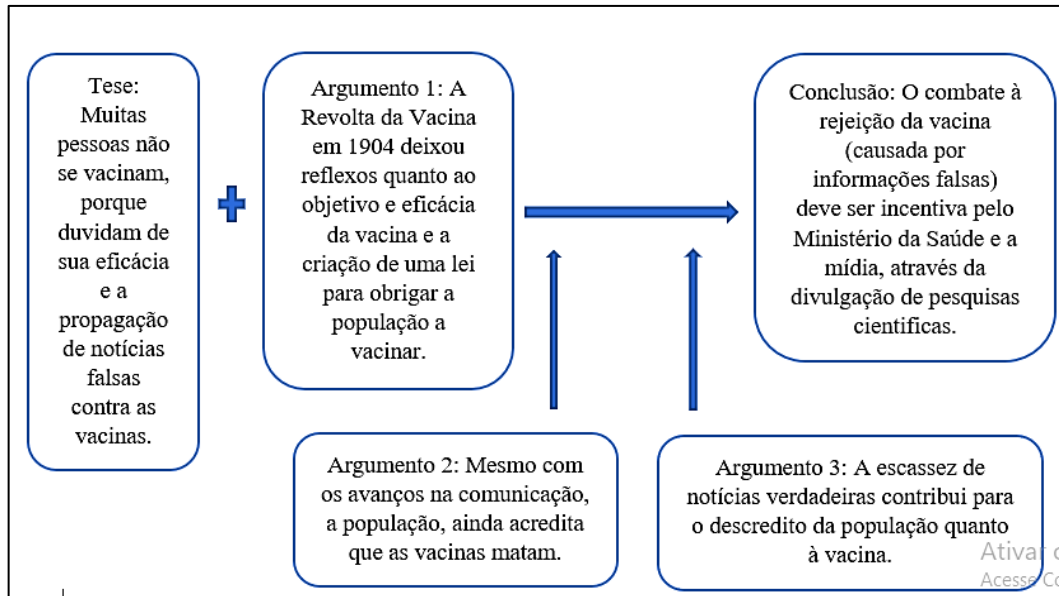 Tese:
Muitas
pessoas não
se vacinam,
porque
duvidam de
sua eficácia
e a
propagação
de notícias
falsas
contra as
vacinas.
Argumento 1: A
Revolta da Vacina
em 1904 deixou
reflexos quanto ao
objetivo e eficácia
da vacina e a
criação de uma lei
para obrigar a
população a
vacinar.
Conclusão: O combate à
rejeição da vacina
(causada por
informações falsas)
deve ser incentiva pelo
Ministério da Saúde e a
mídia, através da
divulgação de pesquisas
cientificas.
Argumento 2: Mesmo com
os avanços na comunicação,
a população, ainda acredita
que as vacinas matam.
Argumento 3: A escassez de
notícias verdadeiras contribui para
o descredito da população quanto
à vacina.
Ativar
Acesse